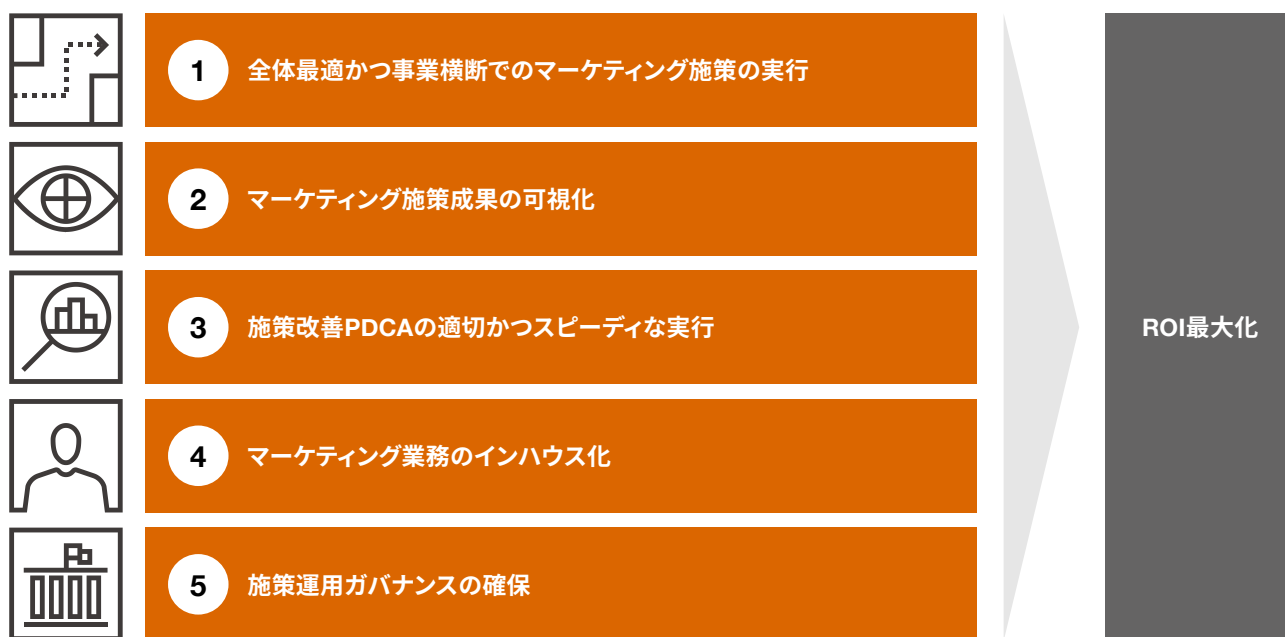 1 全体最適かつ事業横断でのマーケティング施策の実行
2 マーケティング施策成果の可視化
3 施策改善PDCAの適切かつスピーディな実行
4 マーケティング業務のインハウス化
5 施策運用ガバナンスの確保
ROI最大化